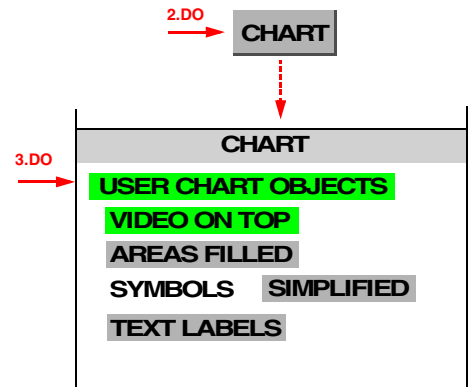 2.DO
CHART
CHART
3.DO
USER CHART OBJECTS
VIDEO ON TOP
AREAS FILLED
SYMBOLS SIMPLIFIED
TEXT LABELS